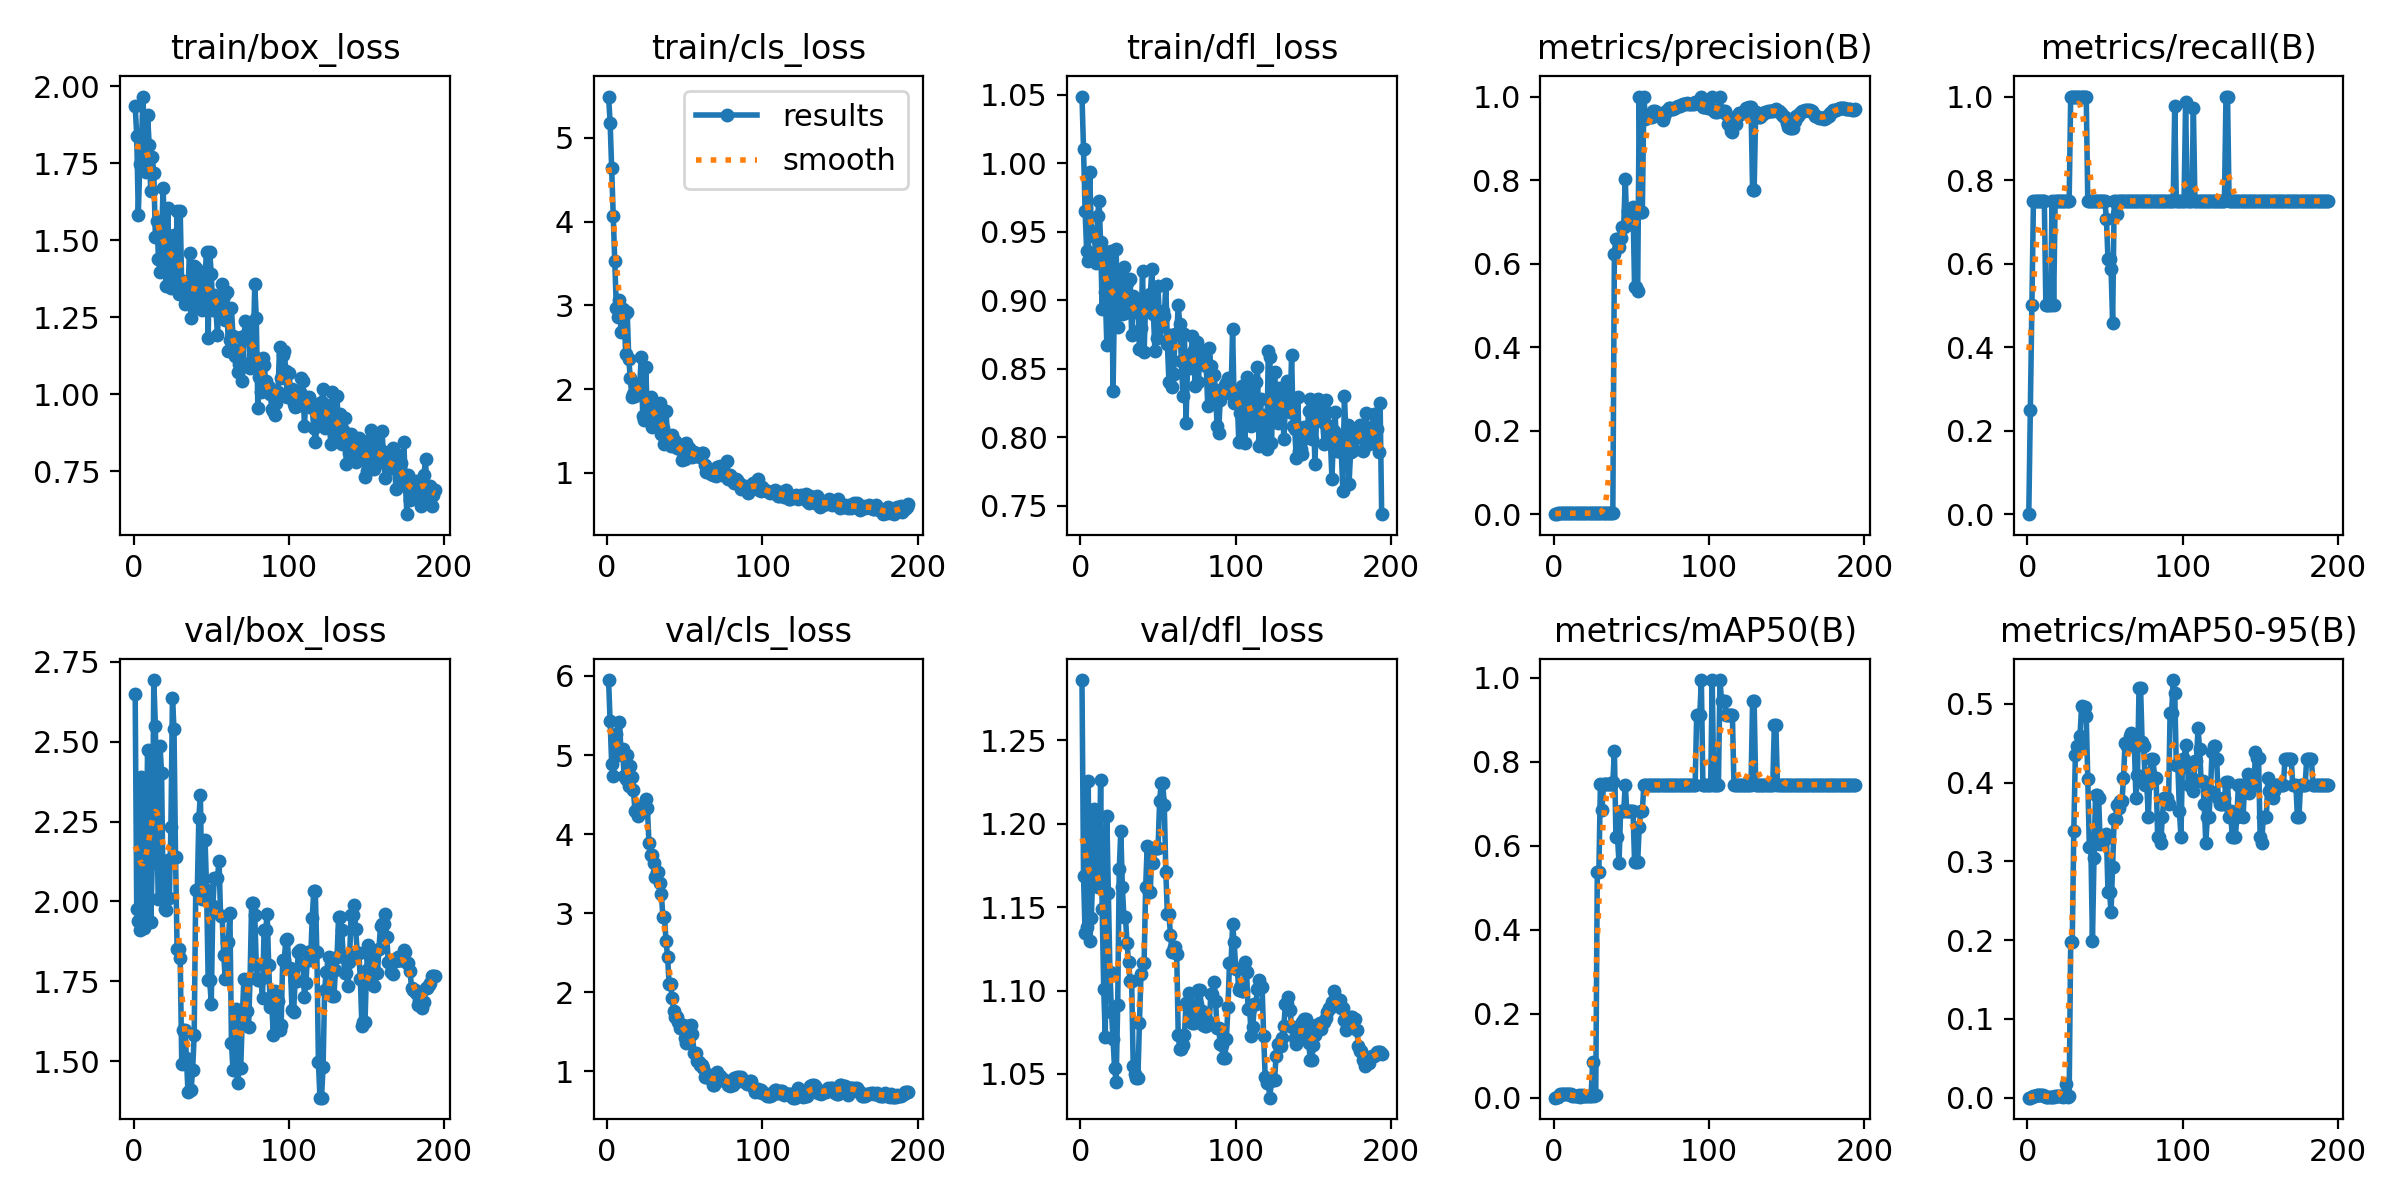 train/box_loss
2.00
1.75
1.50
1.25
1.00
0.75
0 100 200
train/cls_loss
results
smooth
5
4
3
2
1
0 100 200
train/dfl_loss
1.05
1.00
0.95
0.90
0.85
0.80
0.75
0 100 200
metrics/precision(B)
1.0
0.8
0.6
0.4
0.2
0.0
0 100 200
metrics/recall(B)
1.0
0.8
0.6
0.4
0.2
0.0
0 100 200
val/box_loss
2.75
2.50
2.25
2.00
1.75
1.50
0 100 200
val/cls_loss
6
5
4
3
2
1
0 100 200
val/dfl_loss
1.25
1.20
1.15
1.10
1.05
0 100 200
metrics/mAP50(B)
1.0
0.8
0.6
0.4
0.2
0.0
0 100 200
metrics/mAP50-95(B)
0.5
0.4
0.3
0.2
0.1
0.0
0 100 200